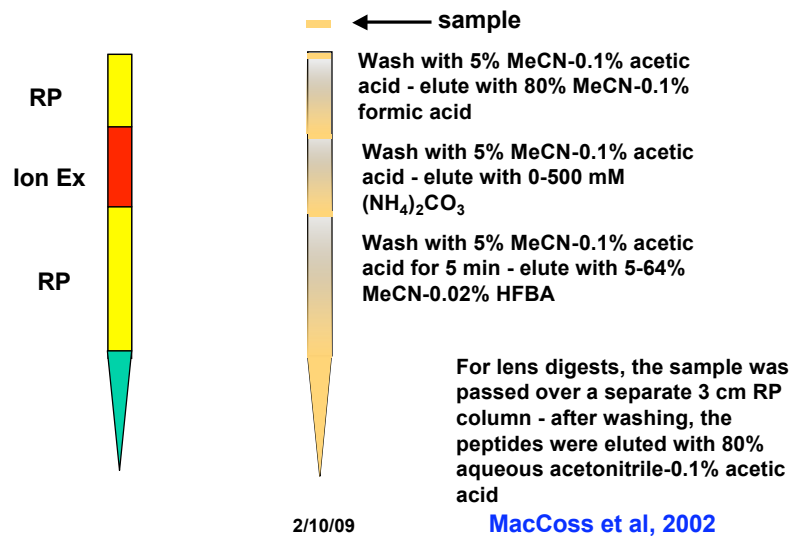 sample
Wash with 5% MeCN-0.1% acetic
acid - elute with 80% MeCN-0.1%
formic acid
RP
Wash with 5% MeCN-0.1% acetic
acid - elute with 0-500 mM
(NH4)2CO3
Ion Ex
Wash with 5% MeCN-0.1% acetic
acid for 5 min - elute with 5-64%
MeCN-0.02% HFBA
RP
For lens digests, the sample was
passed over a separate 3 cm RP
column - after washing, the
peptides were eluted with 80%
aqueous acetonitrile-0.1% acetic
acid
2/10/09
MacCoss et al, 2002